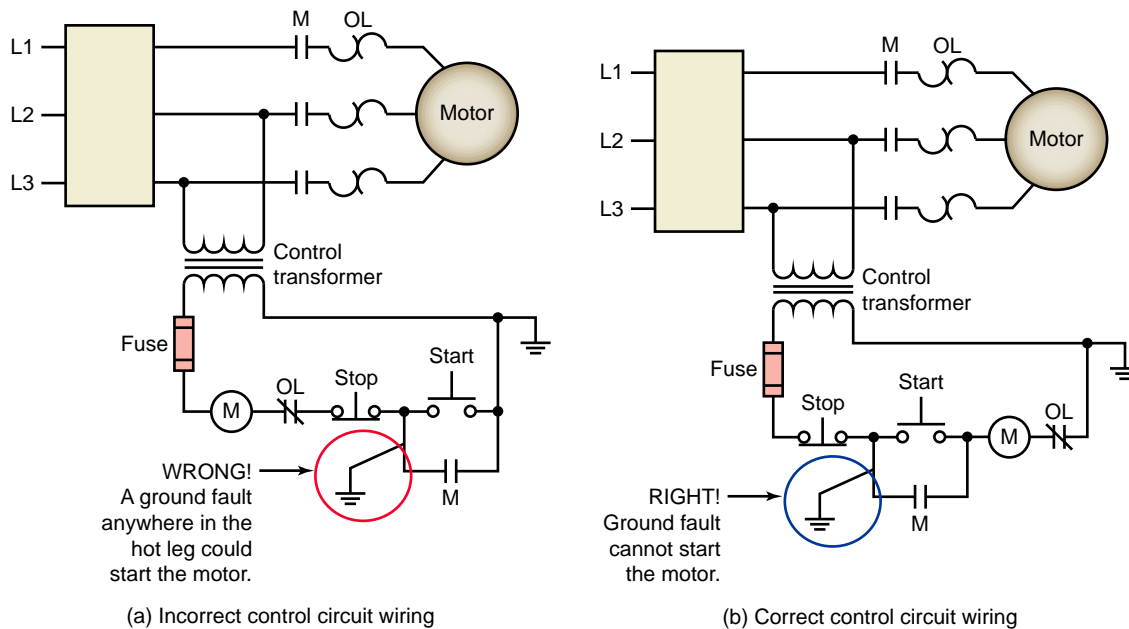 M OL
L1
L2
L3
Motor
Control
transformer
Fuse
M
OL
Stop
Start
M
WRONG!
A ground fault
anywhere in the
hot leg could
start the motor.
(a) Incorrect control circuit wiring
M OL
L1
L2
L3
Motor
Control
transformer
Fuse
Stop
Start
M
OL
M
RIGHT!
Ground fault
cannot start
the motor.
(b) Correct control circuit wiring